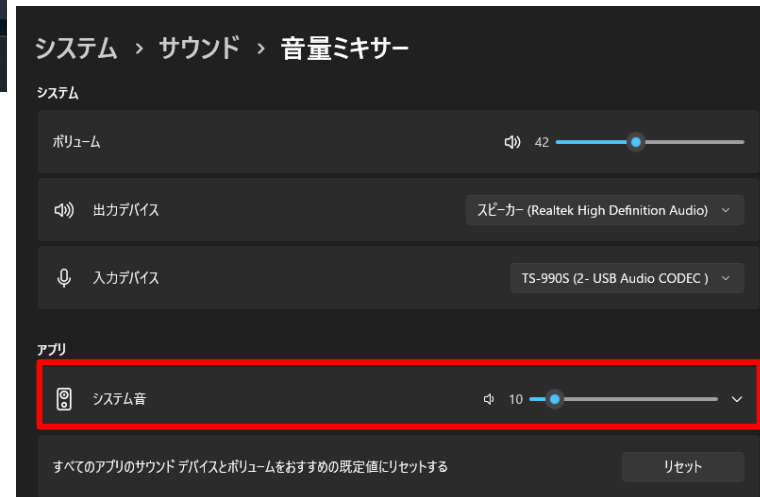 システム › サウンド › 音量ミキサー
システム
ボリューム 42
出力デバイス スピーカー (Realtek High Definition Audio)
入力デバイス TS-990S (2- USB Audio CODEC )
アプリ
システム音 10
すべてのアプリのサウンド デバイスとボリュームをおすすめの既定値にリセットする リセット